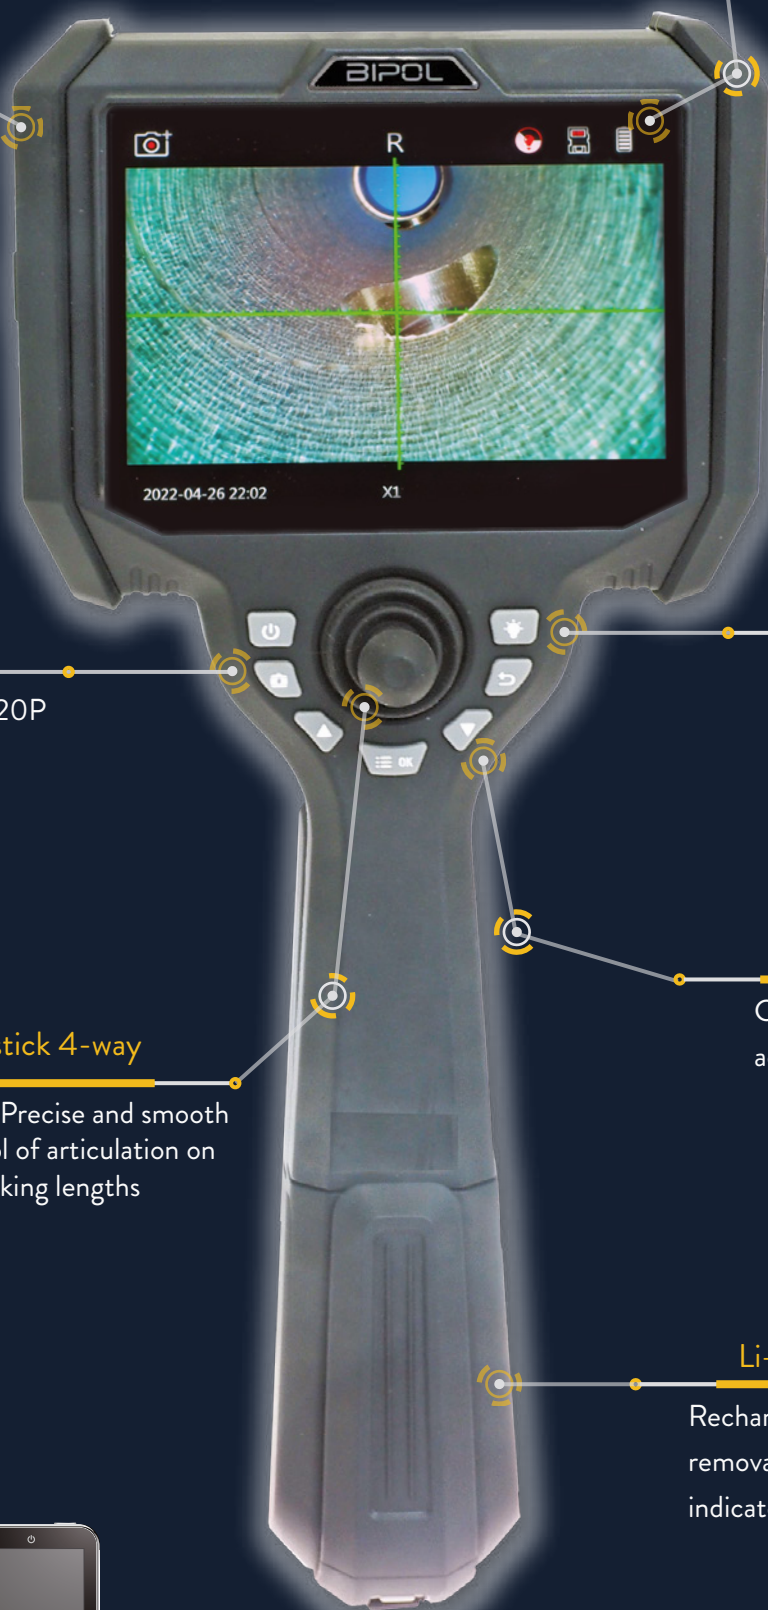 BIPOL
R
2022-04-26 22:02
X1
20P
OK
tick 4-way
Precise and smooth
l of articulation on
king lengths
C
a
Li-
Rechar
remova
indicat